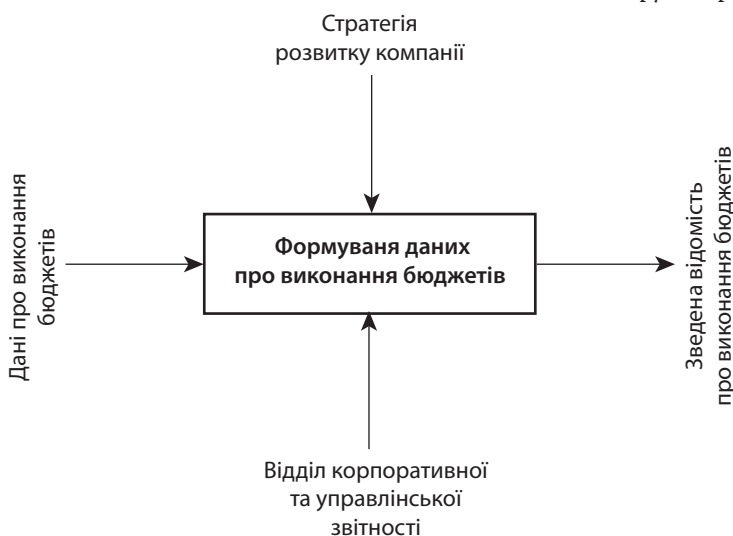 Стратегія
розвитку компанії
Дані про виконання
бюджетів
Формуваня даних
про виконання бюджетів
Зведена відомість
про виконання бюджетів
Відділ корпоративної
та управлінської
звітності